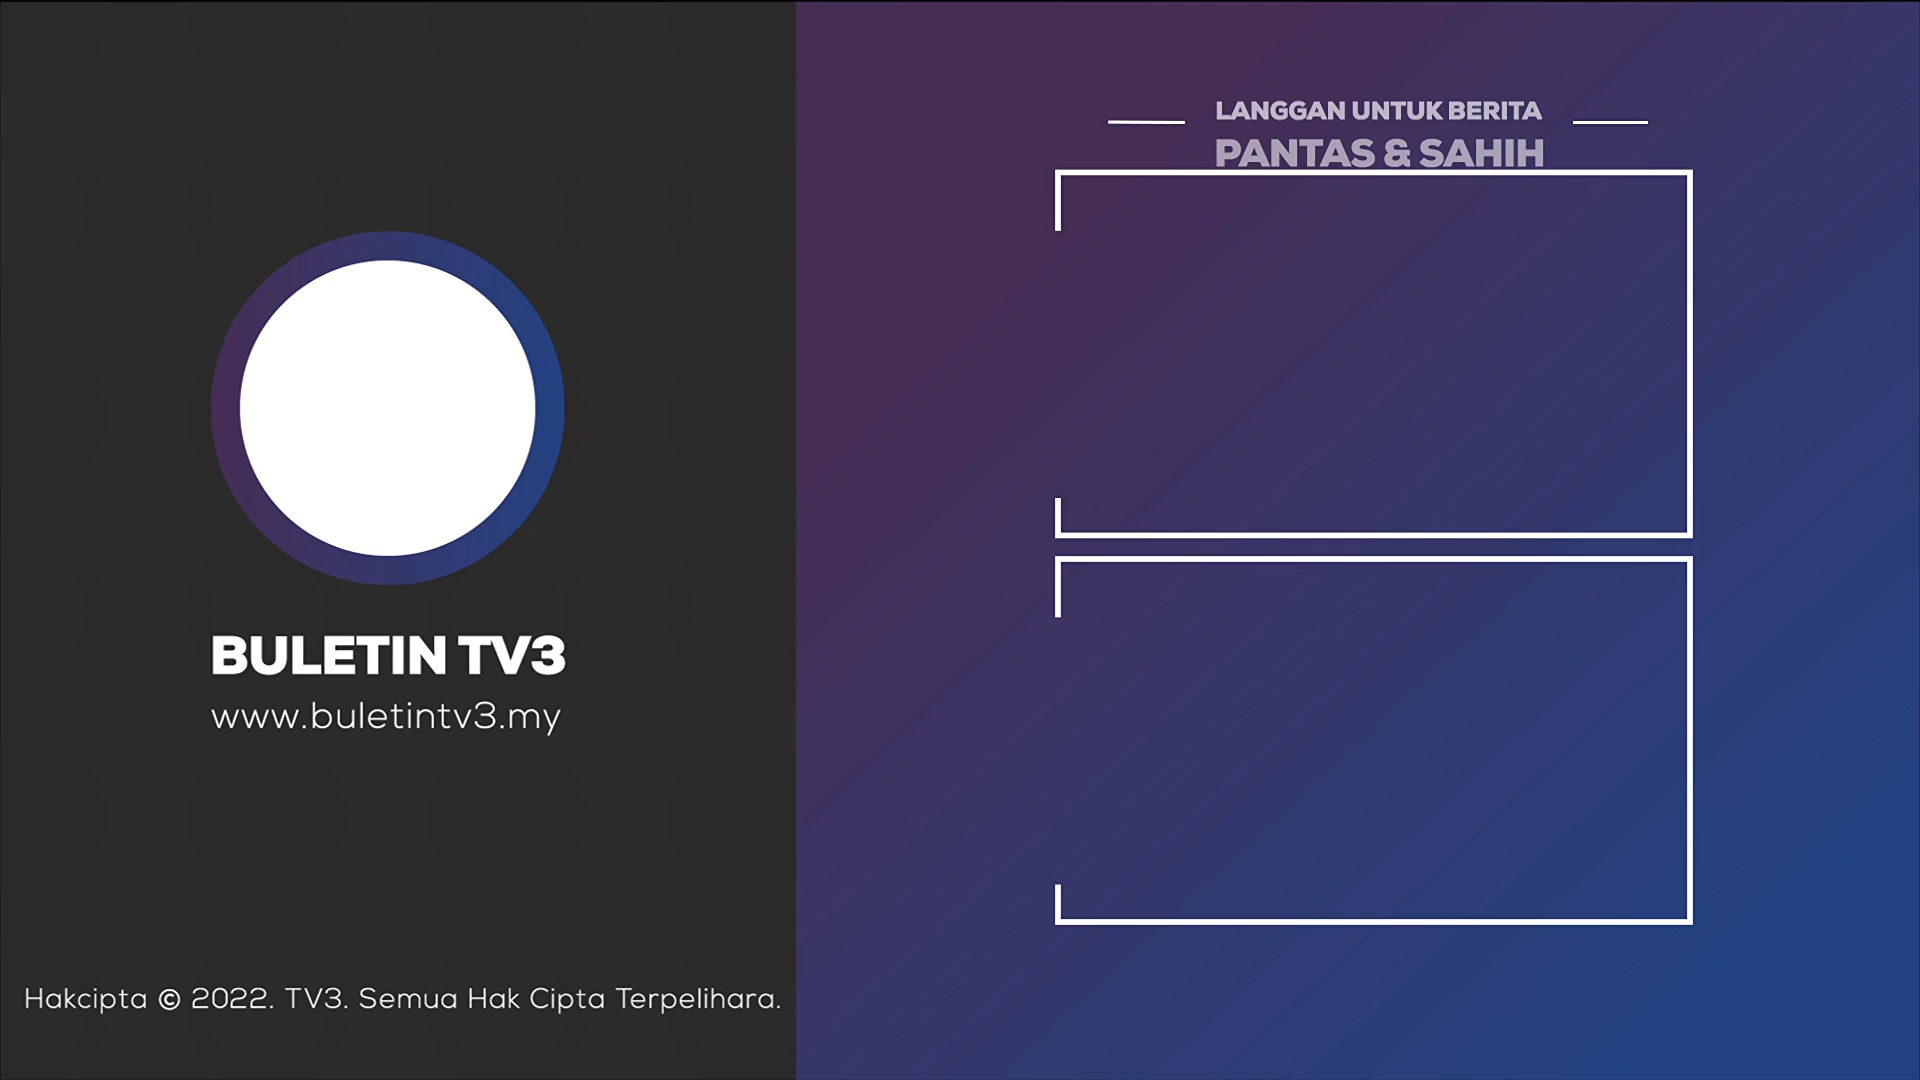 LANGGAN UNTUK BERITA
PANTAS & SAHIH
BULETIN TV3
www.buletintv3.my
Hakcipta © 2022. TV3. Semua Hak Cipta Terpelihara.